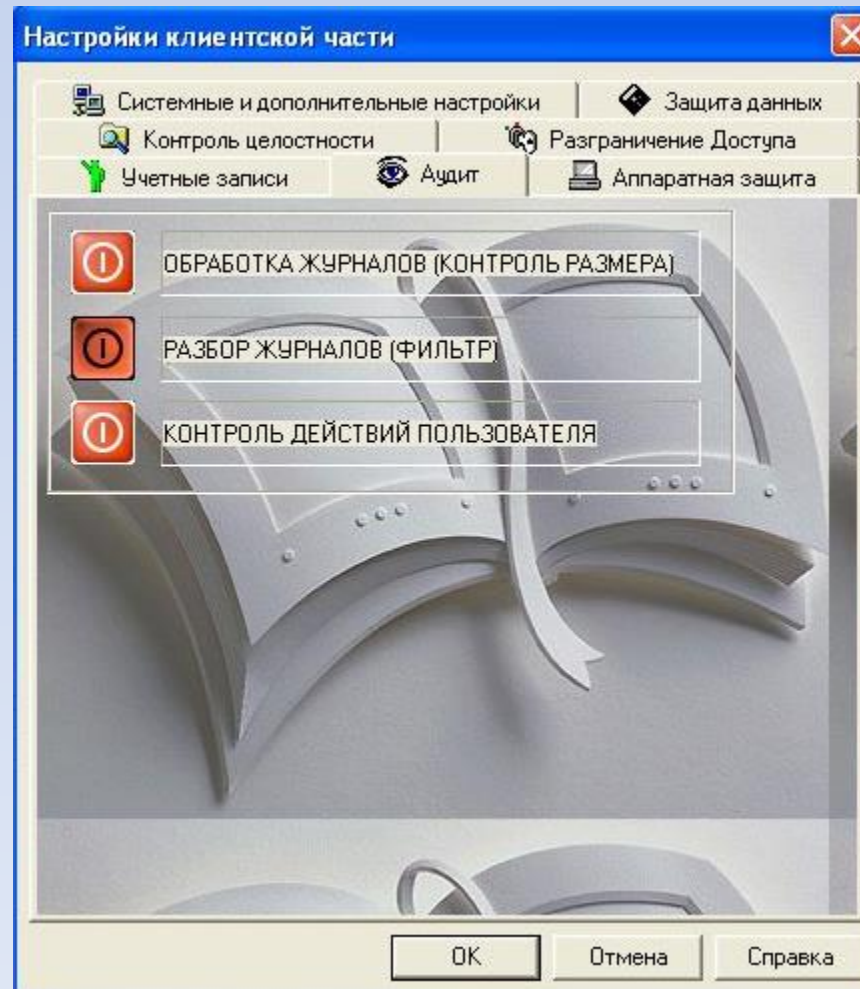 Настройки клиентской части
Системные и дополнительные настройки Защита данных
Контроль целостности Разграничение Доступа
Учетные записи Аудит Аппаратная защита
ОБРАБОТКА ЖУРНАЛОВ (КОНТРОЛЬ РАЗМЕРА)
РАЗБОР ЖУРНАЛОВ (ФИЛЬТР)
КОНТРОЛЬ ДЕЙСТВИЙ ПОЛЬЗОВАТЕЛЯ
OK Отмена Справка